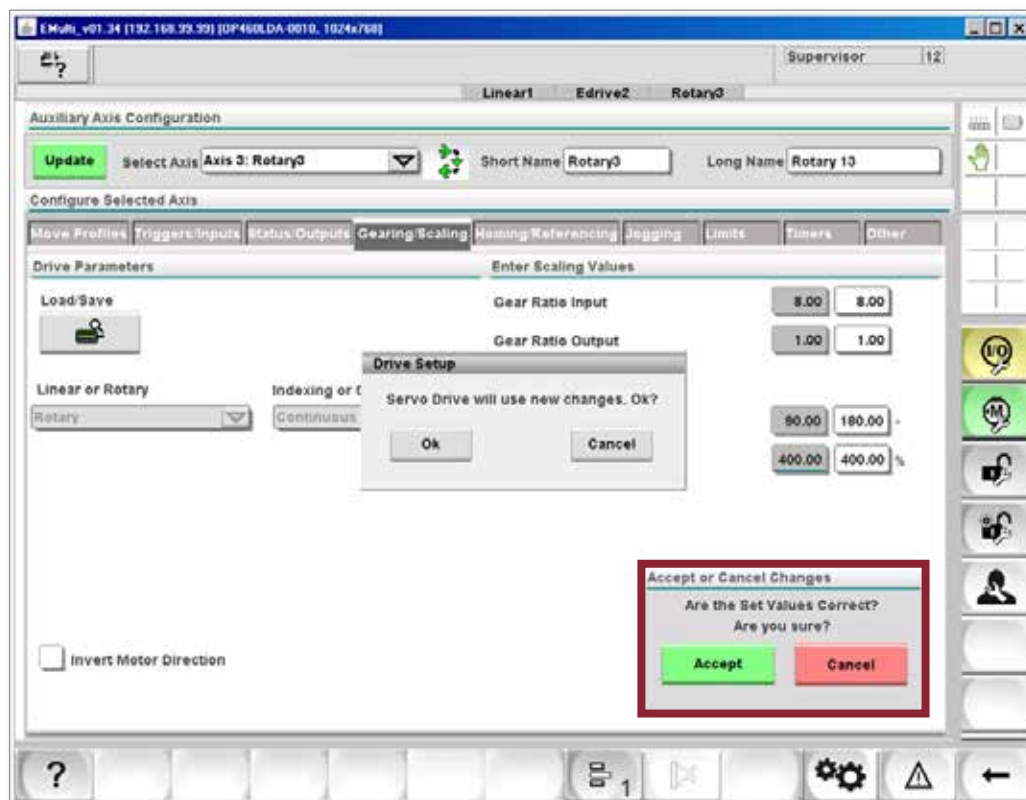 EMulti_v01.34 [192.168.99.99] [OP460LDA-0010, 1024x768]
Supervisor 12
Linear1 Edrive2 Rotary3
Auxiliary Axis Configuration
Update Select Axis Axis 3: Rotary3 Short Name Rotary3 Long Name Rotary 13
Configure Selected Axis
Move Profiles Triggers/Inputs Status/Outputs Gearing/Scaling Homing/Referencing Jogging Limits Timers Other
Drive Parameters Enter Scaling Values
Load/Save Gear Ratio Input 8.00 8.00
Gear Ratio Output 1.00 1.00
Drive Setup
Linear or Rotary Indexing or
Servo Drive will use new changes. Ok?
Rotary Continuous 90.00 180.00 °
Ok Cancel
400.00 400.00 %
Accept or Cancel Changes
Are the Set Values Correct?
Are you sure?
Invert Motor Direction
Accept Cancel
I/O
M
? 1